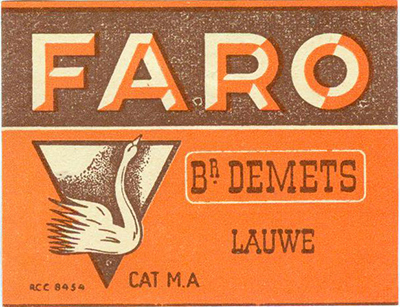 FARO
BR. DEMETS
LAUWE
CAT M.A
RCC 8454